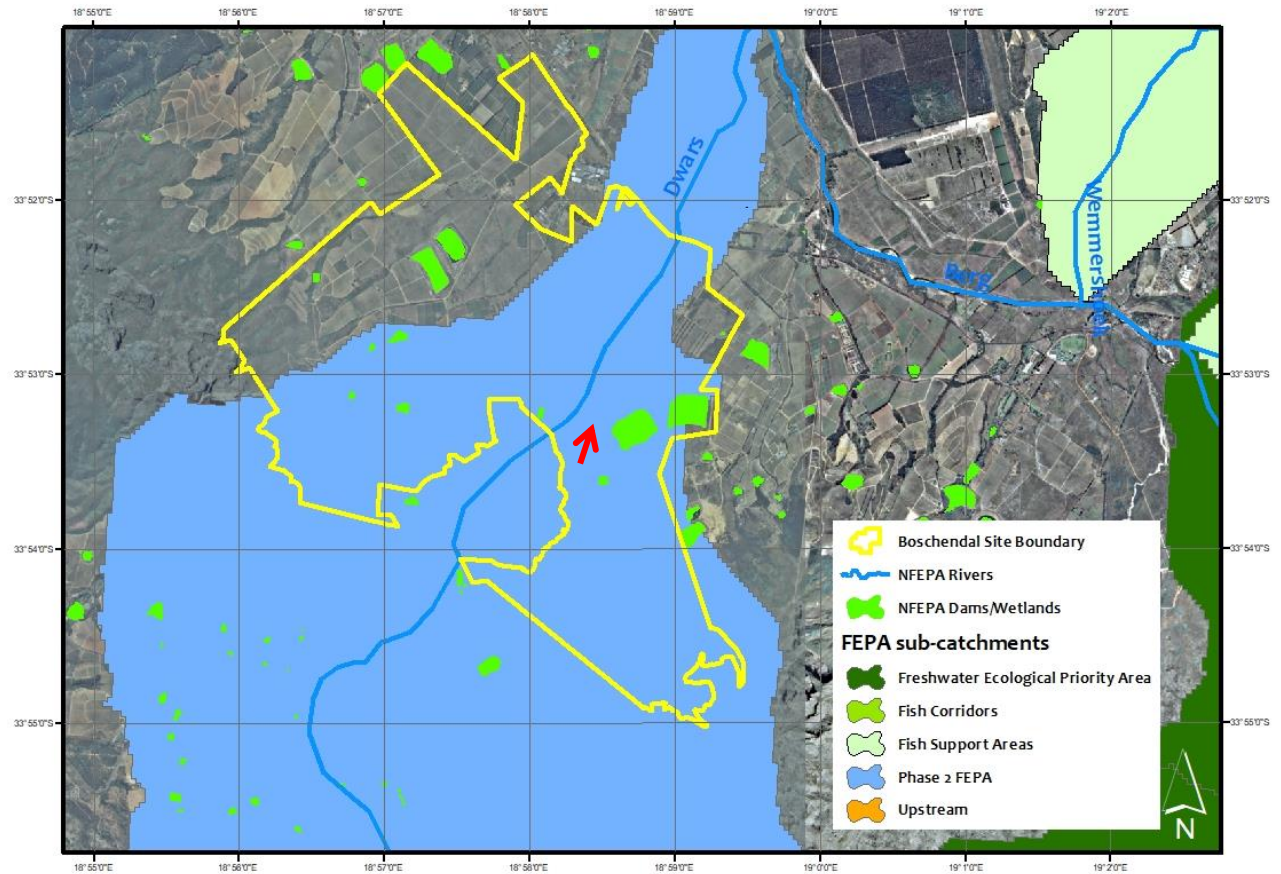 18°55'0"E 18°56'0"E 18°57'0"E 18°58'0"E 18°59'0"E 19°0'0"E 19°1'0"E 19°2'0"E
Dwars
33°52'0"S 33°52'0"S
Wemmershoek
Berg
33°53'0"S 33°53'0"S
33°54'0"S 33°54'0"S
Boschendal Site Boundary
NFEPA Rivers
NFEPA Dams/Wetlands
FEPA sub-catchments
Freshwater Ecological Priority Area
Fish Corridors
Fish Support Areas
Phase 2 FEPA
Upstream
33°55'0"S 33°55'0"S
N
18°55'0"E 18°56'0"E 18°57'0"E 18°58'0"E 18°59'0"E 19°0'0"E 19°1'0"E 19°2'0"E